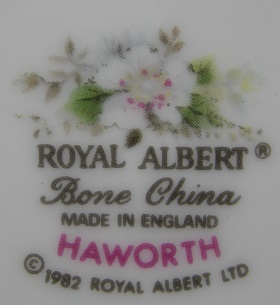 ROYAL ALBERT®
Bone China
MADE IN ENGLAND
HAWORTH
© 1982 ROYAL ALBERT LTD